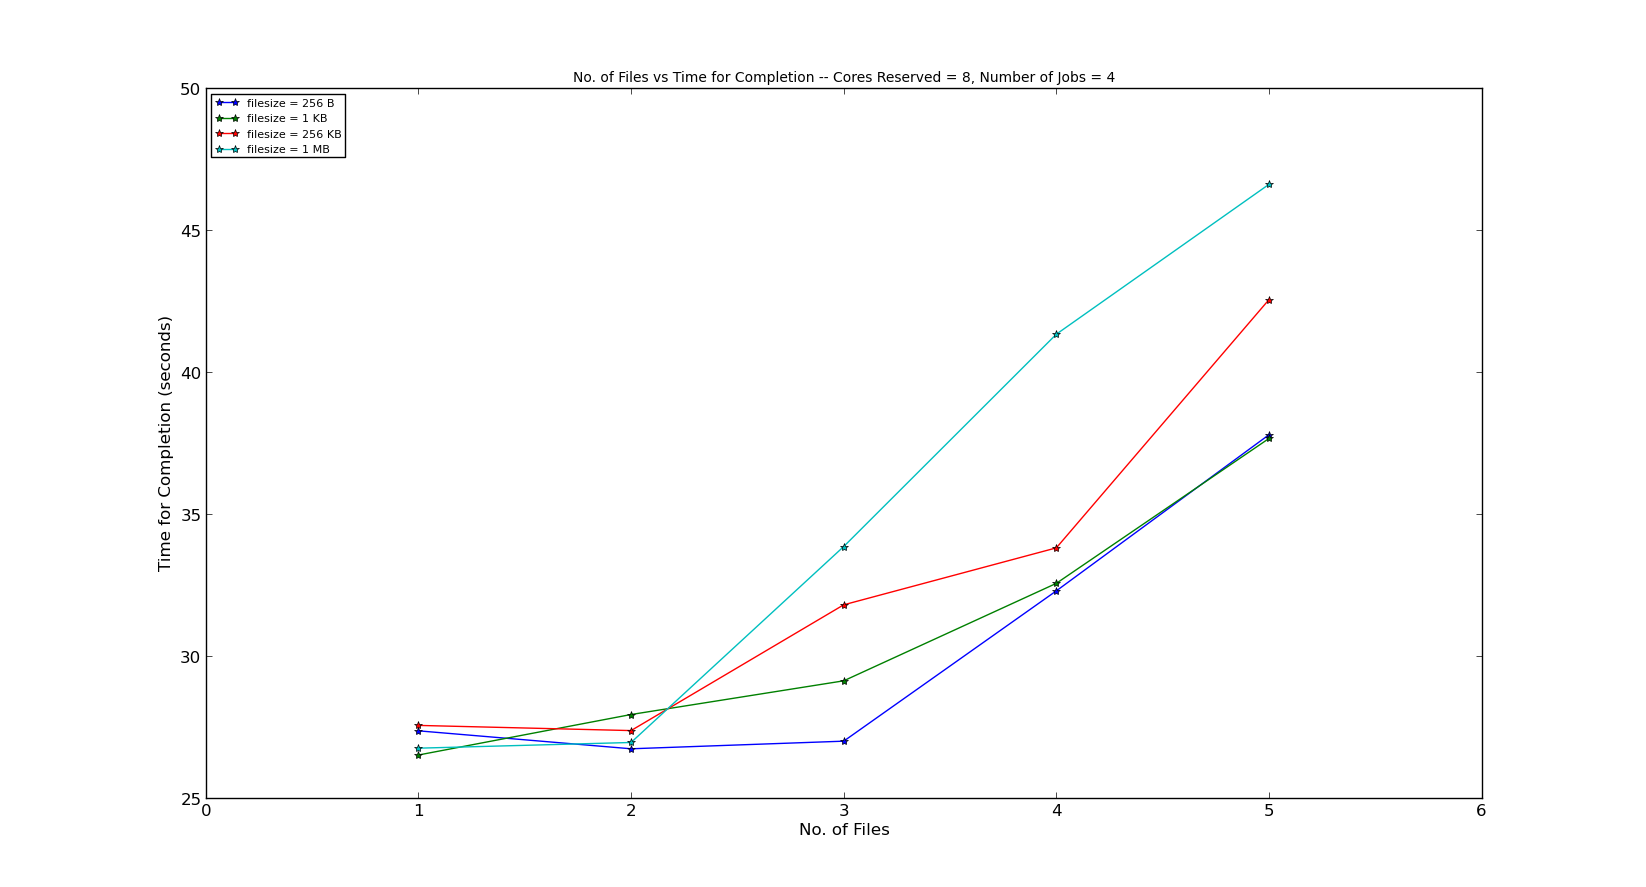 No. of Files vs Time for Completion -- Cores Reserved = 8, Number of Jobs = 4
filesize = 256 B
filesize = 1 KB
filesize = 256 KB
filesize = 1 MB
50
45
40
35
30
25
Time for Completion (seconds)
0 1 2 3 4 5 6
No. of Files